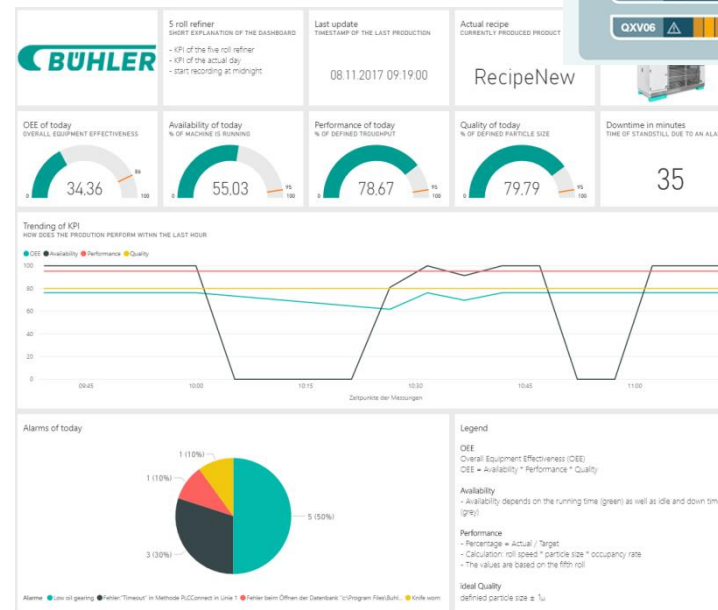 QXV06
BÜHLER
5 roll refiner
SHORT EXPLANATION OF THE DASHBOARD
- KPI of the five roll refiner
- KPI of the actual day
- start recording at midnight
Last update
TIMESTAMP OF THE LAST PRODUCTION
08.11.2017 09:19:00
Actual recipe
CURRENTLY PRODUCED PRODUCT
RecipeNew
OEE of today
OVERALL EQUIPMENT EFFECTIVENESS
34,36
0
86
100
Availability of today
% OF MACHINE IS RUNNING
55,03
0
95
100
Performance of today
% OF DEFINED TROUGHPUT
78,67
0
95
100
Quality of today
% OF DEFINED PARTICLE SIZE
79,79
0
95
100
Downtime in minutes
TIME OF STANDSTILL DUE TO AN ALA
35
Trending of KPI
HOW DOES THE PRODUTION PERFORM WITHN THE LAST HOUR
OEE Availability Performance Quality
100
80
60
40
20
0
09:45 10:00 10:15 10:30 10:45 11:00
Zeitpunkte der Messungen
Alarms of today
1 (10%)
1 (10%)
3 (30%)
5 (50%)
Alarme Low oil gearing Fehler "Timeout" in Methode PLCConnect in Linie 1 Fehler beim Öffnen der Datenbank "c:\Program Files\Buhl... Knife worn
Legend
OEE
Overall Equipment Effectiveness (OEE)
OEE = Availability * Performance * Quality
Availability
- Availability depends on the running time (green) as well as idle and down time
(grey)
Performance
- Percentage = Actual / Target
- Calculation: roll speed * particle size * occupancy rate
- The values are based on the fifth roll
Ideal Quality
definied particle size ± 1u